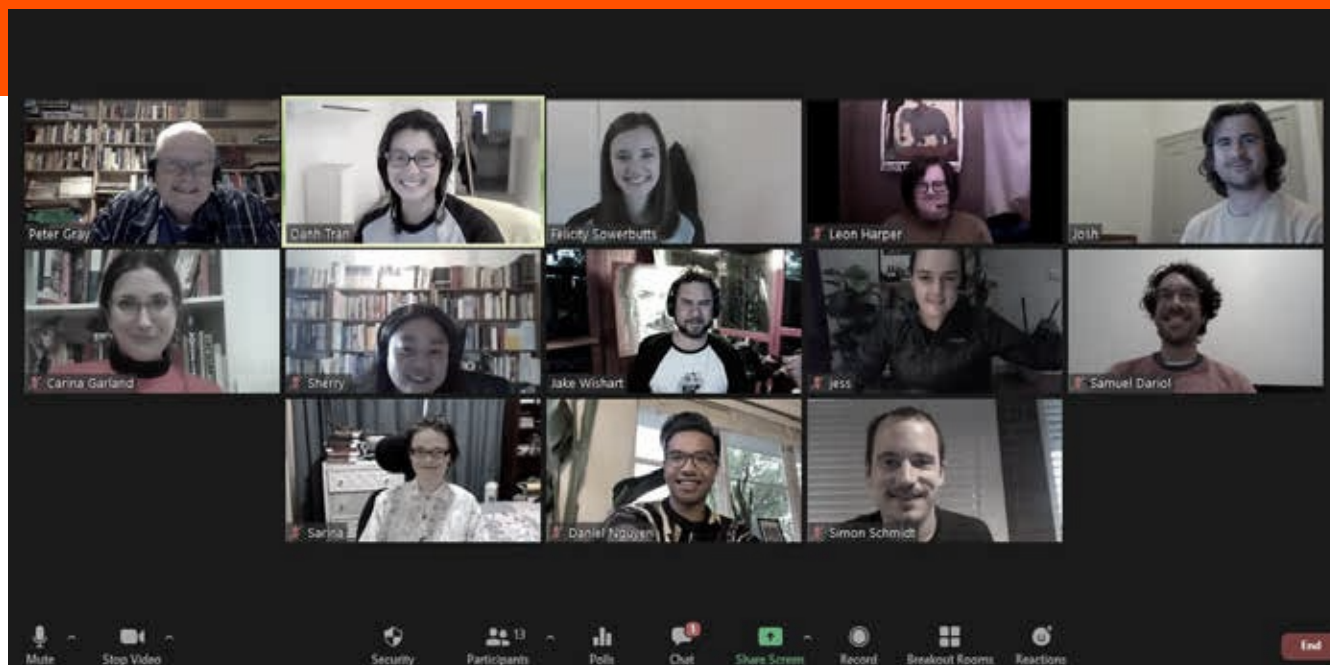 Peter Gray
Danh Tran
Felicity Sowerbutts
Leon Harper
Josh
Carina Garland
Sherry
Jake Wishart
Jess
Samuel Dariol
Sarina
Daniel Nguyen
Simon Schmidt
Mute
Stop Video
Security
Participants
13
Polls
Chat
1
Share Screen
Record
Breakout Rooms
Reactions
End